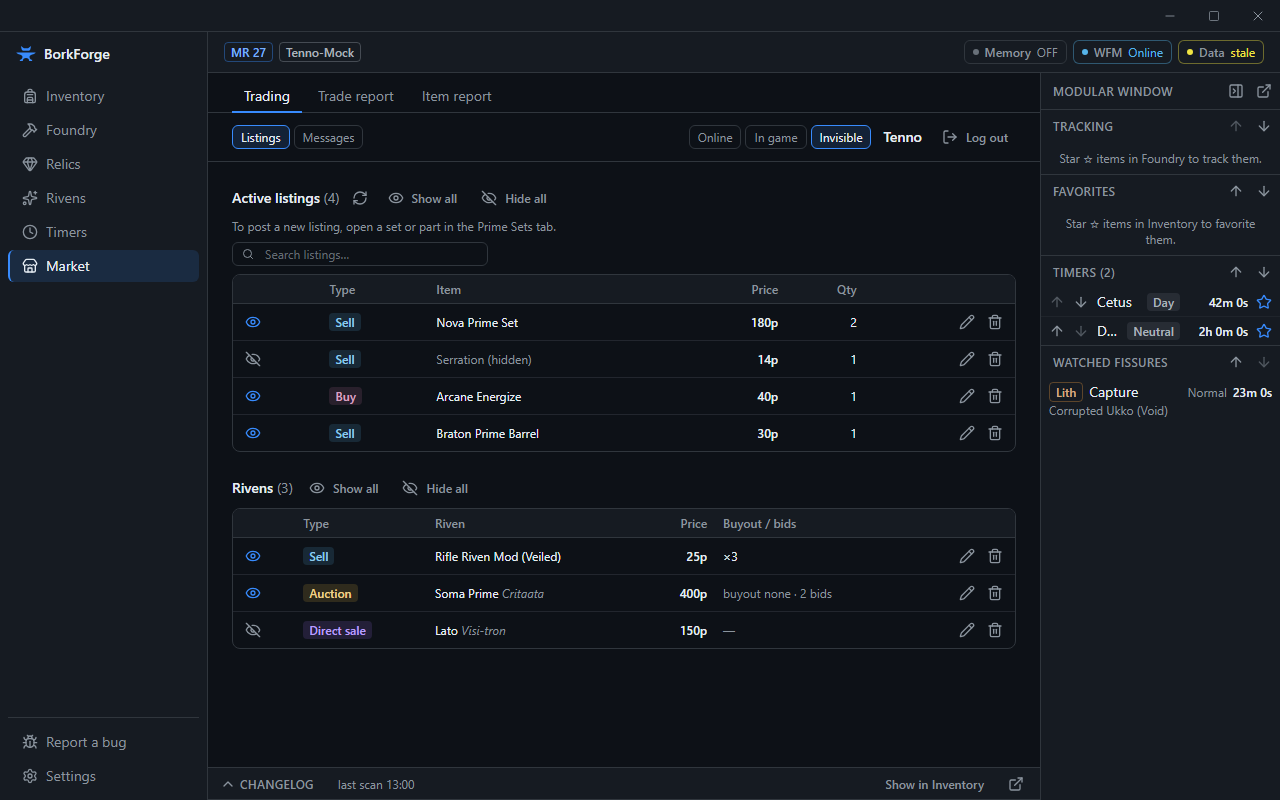 BorkForge
MR 27 Tenno-Mock
Memory OFF WFM Online Data stale
Inventory
Foundry
Relics
Rivens
Timers
Market
Report a bug
Settings
Trading Trade report Item report
Listings Messages
Online In game Invisible Tenno Log out
Active listings (4) Show all Hide all
To post a new listing, open a set or part in the Prime Sets tab.
Search listings...
Type Item Price Qty
Sell Nova Prime Set 180p 2
Sell Serration (hidden) 14p 1
Buy Arcane Energize 40p 1
Sell Braton Prime Barrel 30p 1
Rivens (3) Show all Hide all
Type Riven Price Buyout / bids
Sell Rifle Riven Mod (Veiled) 25p ×3
Auction Soma Prime Critaata 400p buyout none · 2 bids
Direct sale Lato Visi-tron 150p —
CHANGELOG last scan 13:00 Show in Inventory
MODULAR WINDOW
TRACKING
Star ☆ items in Foundry to track them.
FAVORITES
Star ☆ items in Inventory to favorite
them.
TIMERS (2)
Cetus Day 42m 0s
D... Neutral 2h 0m 0s
WATCHED FISSURES
Lith Capture Normal 23m 0s
Corrupted Ukko (Void)